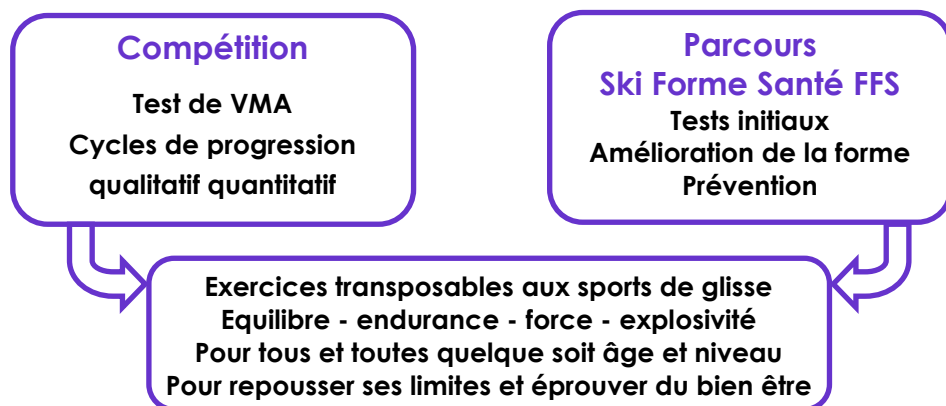 Compétition
Test de VMA
Cycles de progression
qualitatif quantitatif
Parcours
Ski Forme Santé FFS
Tests initiaux
Amélioration de la forme
Prévention
Exercices transposables aux sports de glisse
Equilibre - endurance - force - explosivité
Pour tous et toutes quelque soit âge et niveau
Pour repousser ses limites et éprouver du bien être